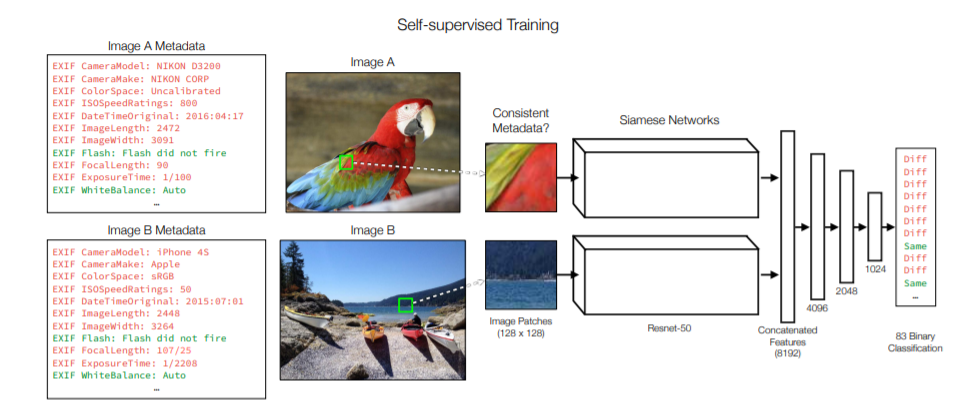 Self-supervised Training
Image A Metadata
EXIF CameraModel: NIKON D3200
EXIF CameraMake: NIKON CORP
EXIF ColorSpace: Uncalibrated
EXIF ISOSpeedRatings: 800
EXIF DateTimeOriginal: 2016:04:17
EXIF ImageLength: 2472
EXIF ImageWidth: 3091
EXIF Flash: Flash did not fire
EXIF FocalLength: 90
EXIF ExposureTime: 1/100
EXIF WhiteBalance: Auto
…
Image B Metadata
EXIF CameraModel: iPhone 4S
EXIF CameraMake: Apple
EXIF ColorSpace: sRGB
EXIF ISOSpeedRatings: 50
EXIF DateTimeOriginal: 2015:07:01
EXIF ImageLength: 2448
EXIF ImageWidth: 3264
EXIF Flash: Flash did not fire
EXIF FocalLength: 107/25
EXIF ExposureTime: 1/2208
EXIF WhiteBalance: Auto
…
Image A
Image B
Consistent
Metadata?
Image Patches
(128 x 128)
Siamese Networks
Resnet-50
Concatenated
Features
(8192)
4096
2048
1024
Diff
Diff
Diff
Diff
Diff
Diff
Diff
Same
Diff
Diff
Same
…
83 Binary
Classification